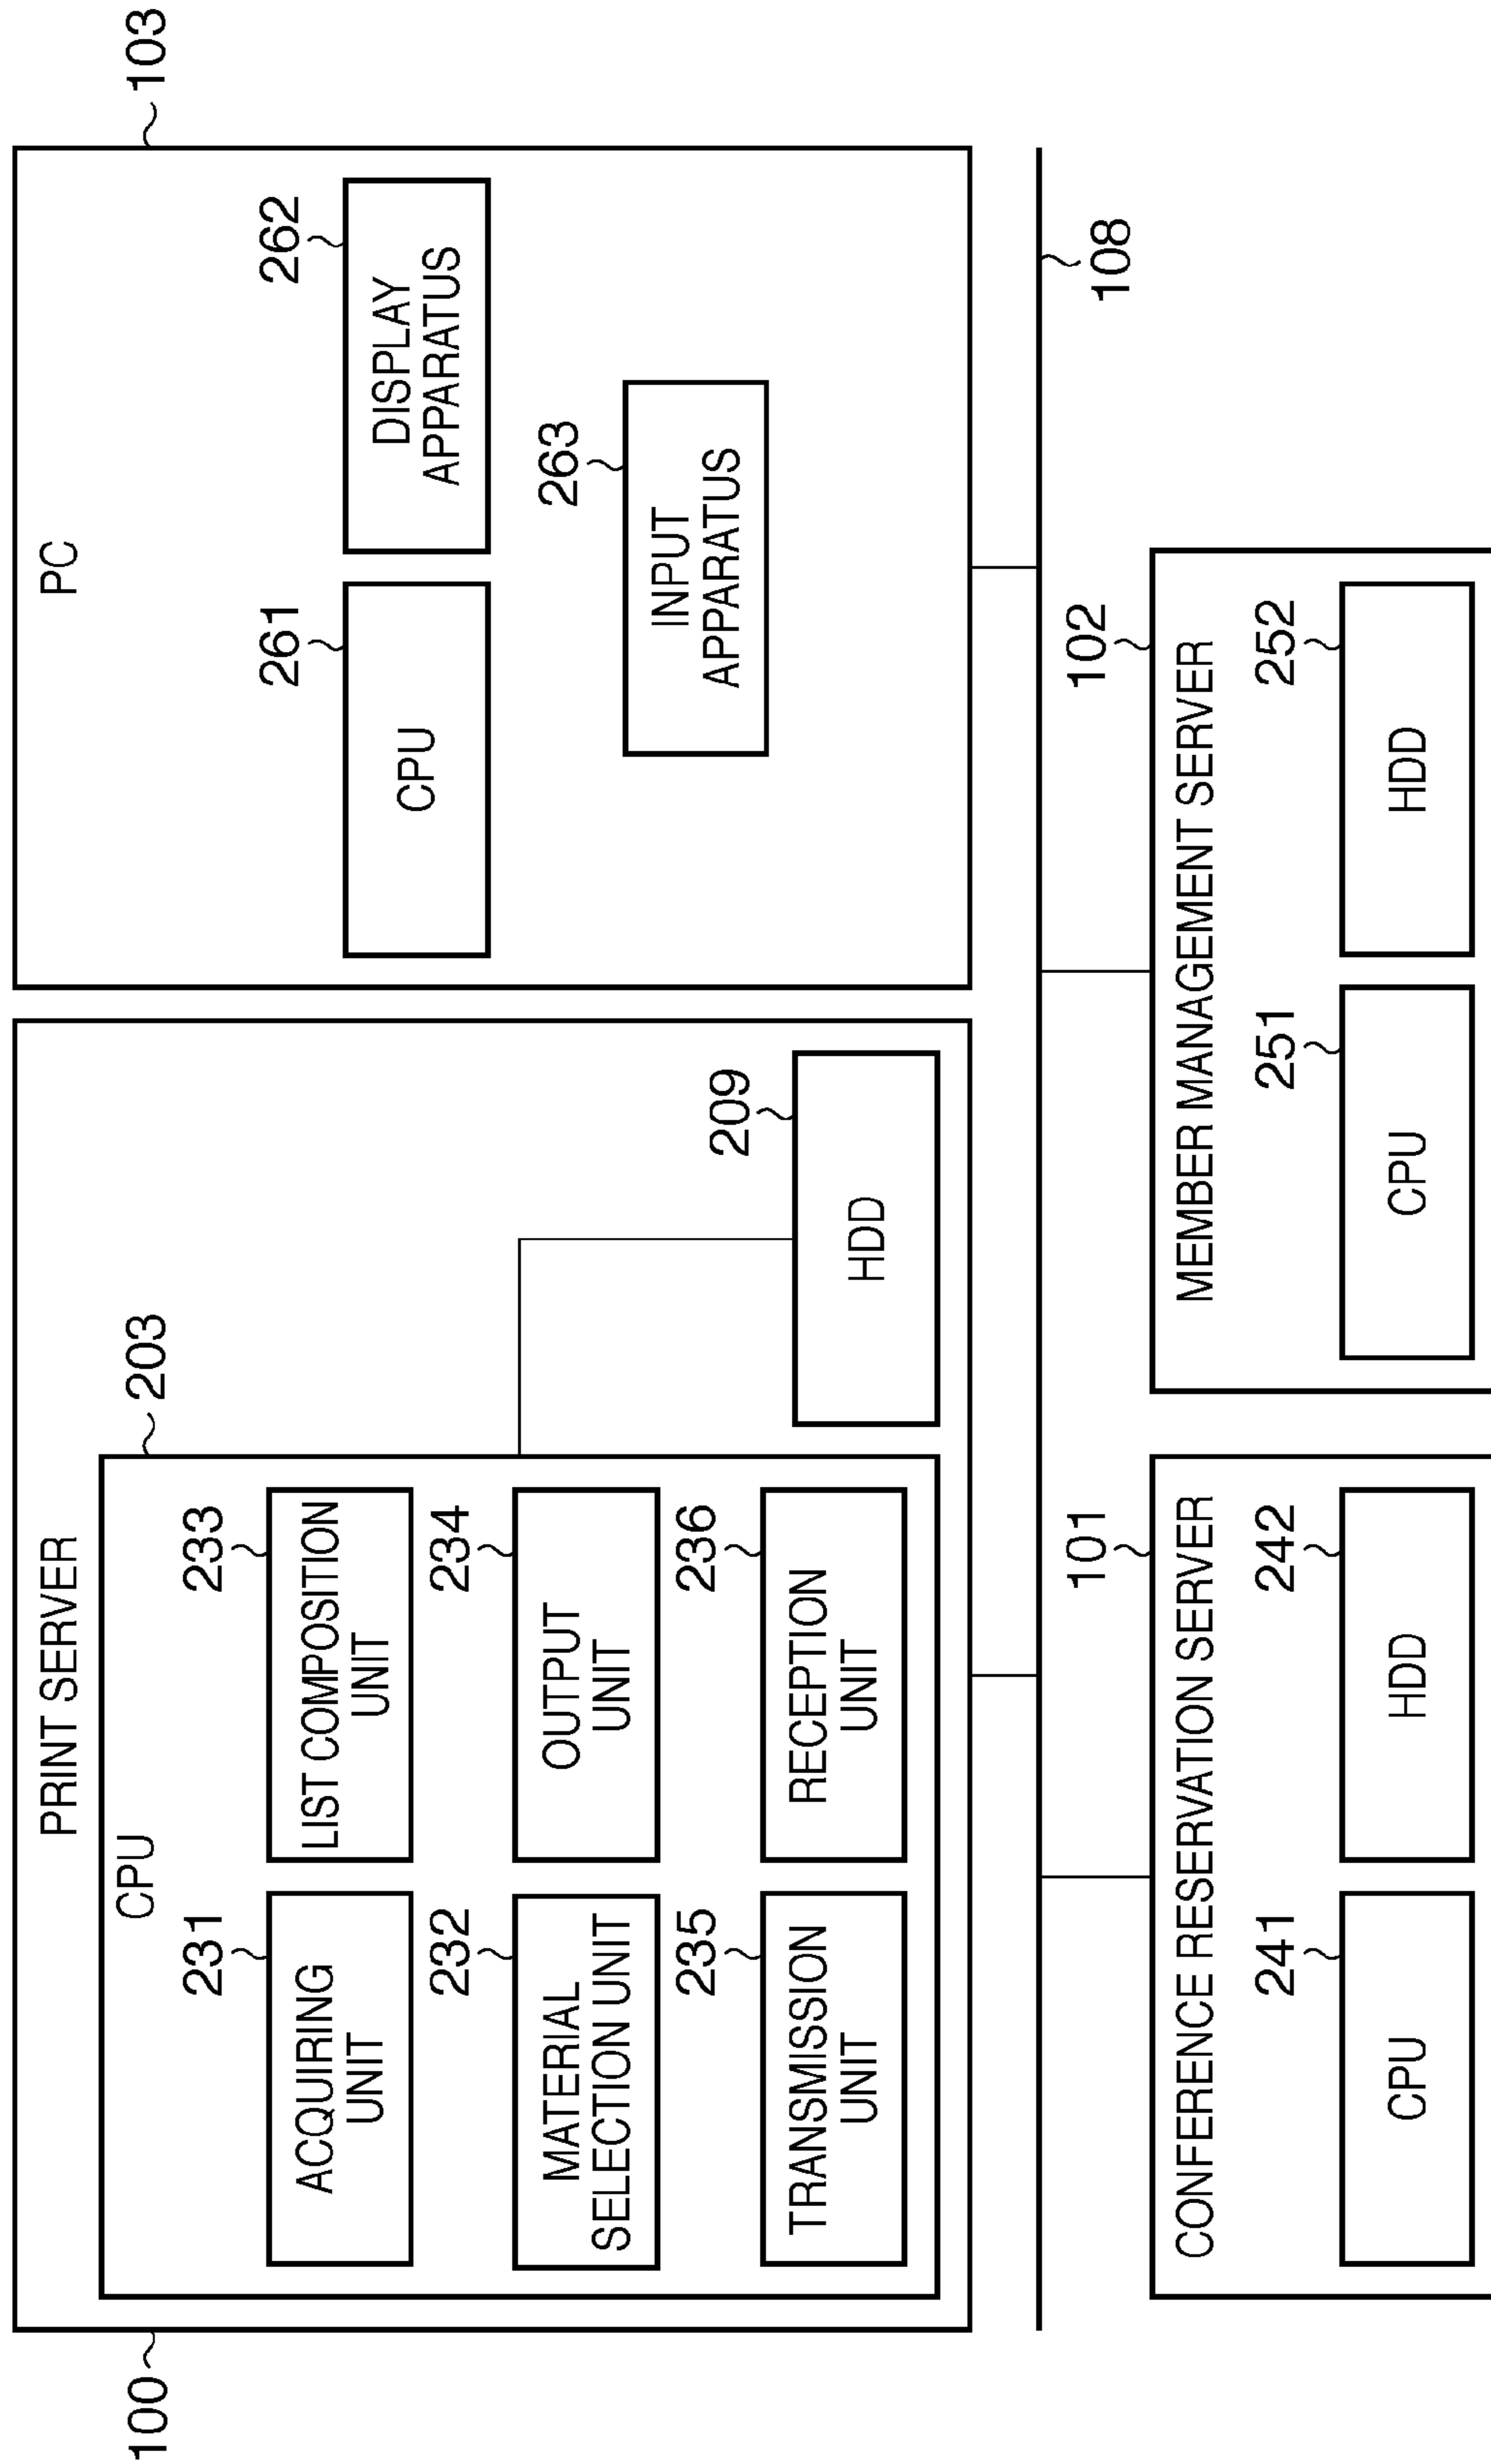 100
PRINT SERVER
203
CPU
231
ACQUIRING
UNIT
233
LIST COMPOSITION
UNIT
232
MATERIAL
SELECTION UNIT
234
OUTPUT
UNIT
235
TRANSMISSION
UNIT
236
RECEPTION
UNIT
209
HDD
103
PC
261
CPU
262
DISPLAY
APPARATUS
263
INPUT
APPARATUS
108
101
CONFERENCE RESERVATION SERVER
241
CPU
242
HDD
102
MEMBER MANAGEMENT SERVER
251
CPU
252
HDD